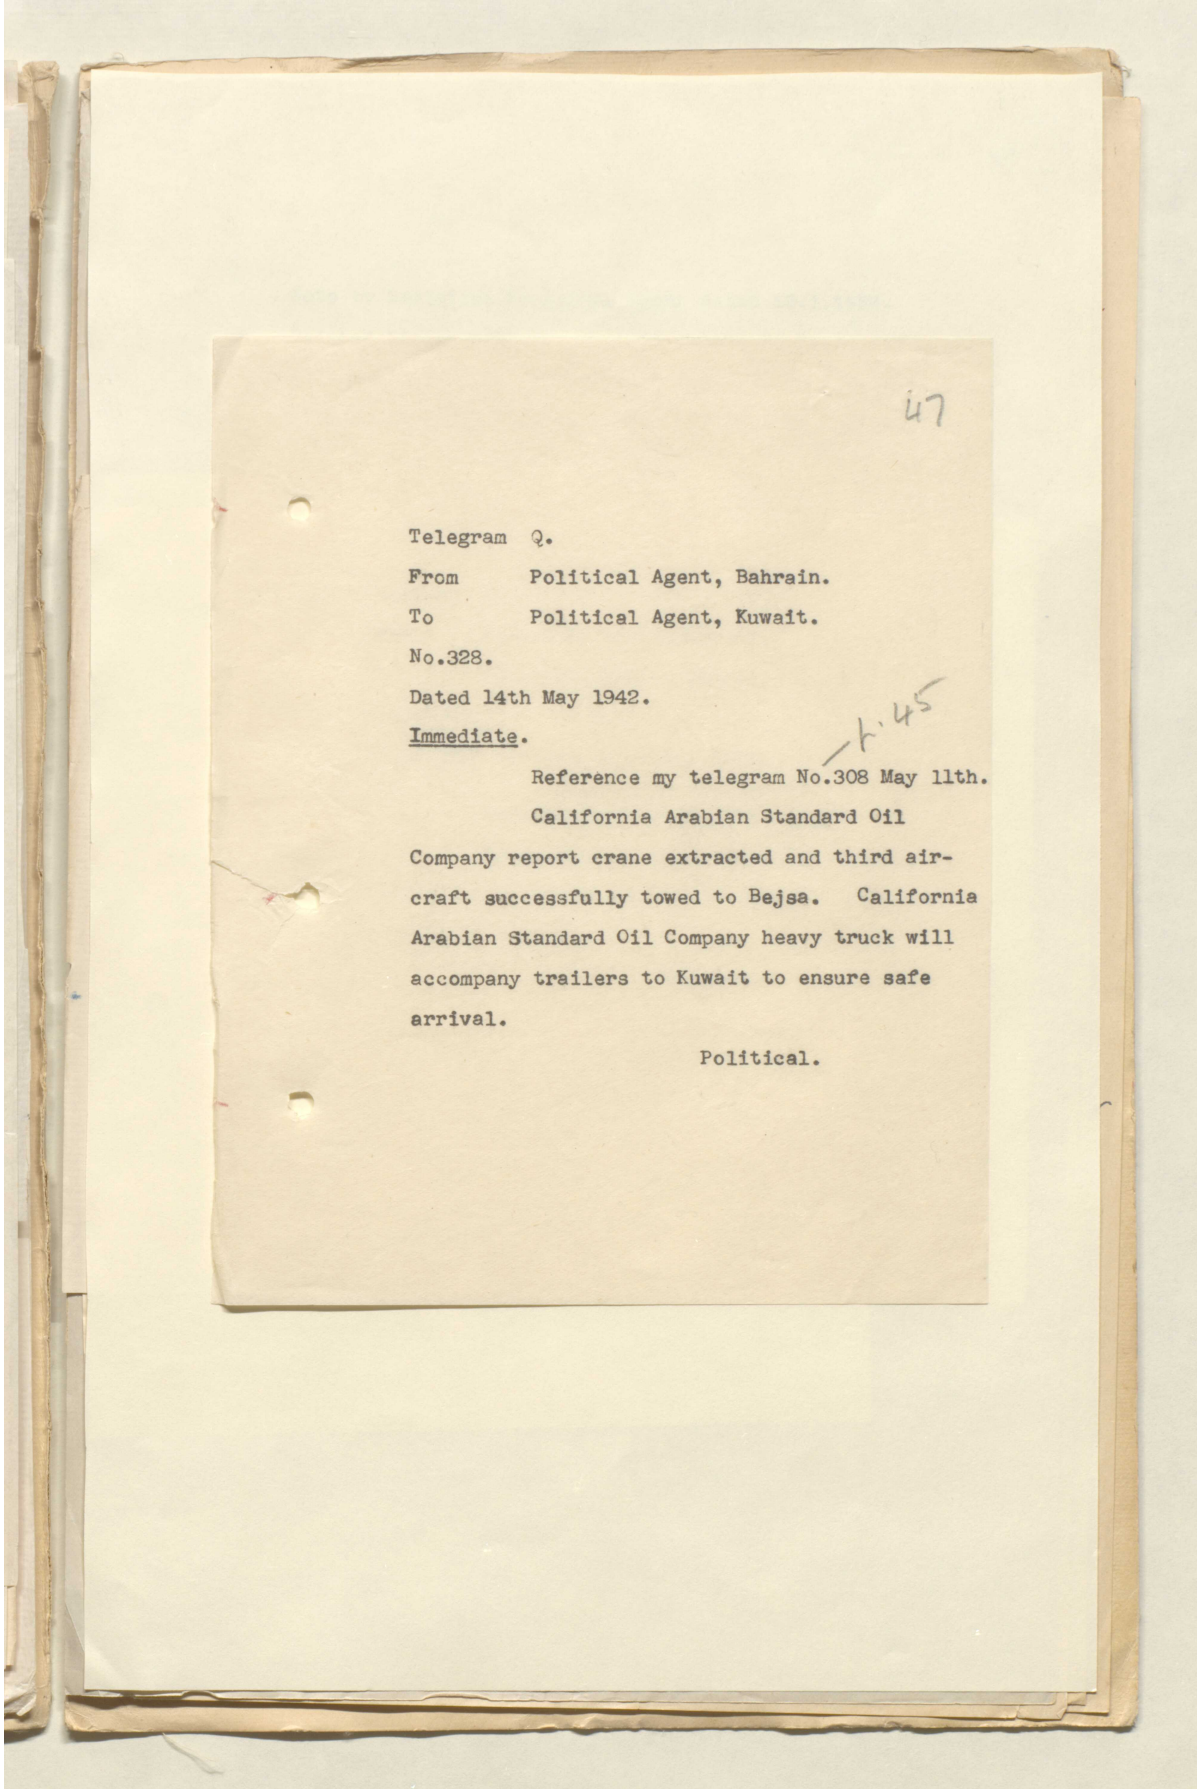 47
Telegram Q.
From Political Agent, Bahrain.
To Political Agent, Kuwait.
No.328.
Dated 14th May 1942.
Immediate.
p. 45
Reference my telegram No.308 May 11th.
California Arabian Standard Oil
Company report crane extracted and third air-
craft successfully towed to Bejsa. California
Arabian Standard Oil Company heavy truck will
accompany trailers to Kuwait to ensure safe
arrival.
Political.